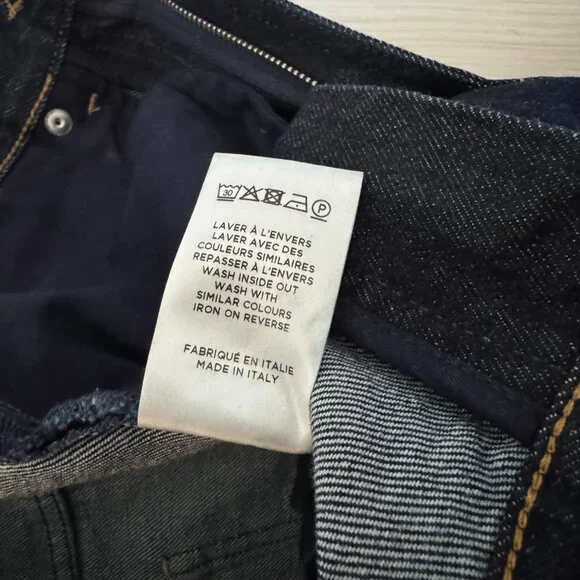 30 P
LAVER À L'ENVERS
LAVER AVEC DES
COULEURS SIMILAIRES
REPASSER À L'ENVERS
WASH INSIDE OUT
WASH WITH
SIMILAR COLOURS
IRON ON REVERSE
FABRIQUÉ EN ITALIE
MADE IN ITALY